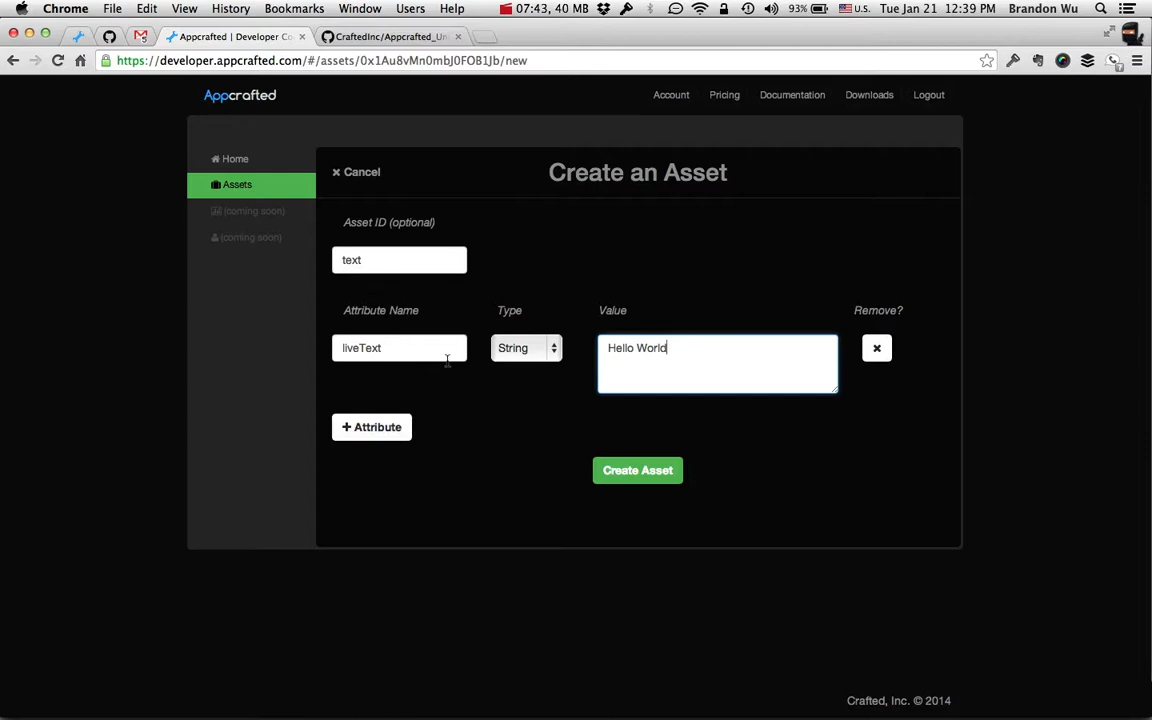 Chrome File Edit View History Bookmarks Window Users Help 07:43, 40 MB 93% U.S. Tue Jan 21 12:39 PM Brandon Wu
Appcrafted | Developer Co CraftedInc/Appcrafted_Un
https://developer.appcrafted.com/#/assets/0x1Au8vMn0mbJ0FOB1Jb/new
Appcrafted Account Pricing Documentation Downloads Logout
Home
Cancel Create an Asset
Assets
(coming soon)
Asset ID (optional)
(coming soon)
text
Attribute Name Type Value Remove?
liveText String Hello World
+ Attribute
Create Asset
Crafted, Inc. © 2014